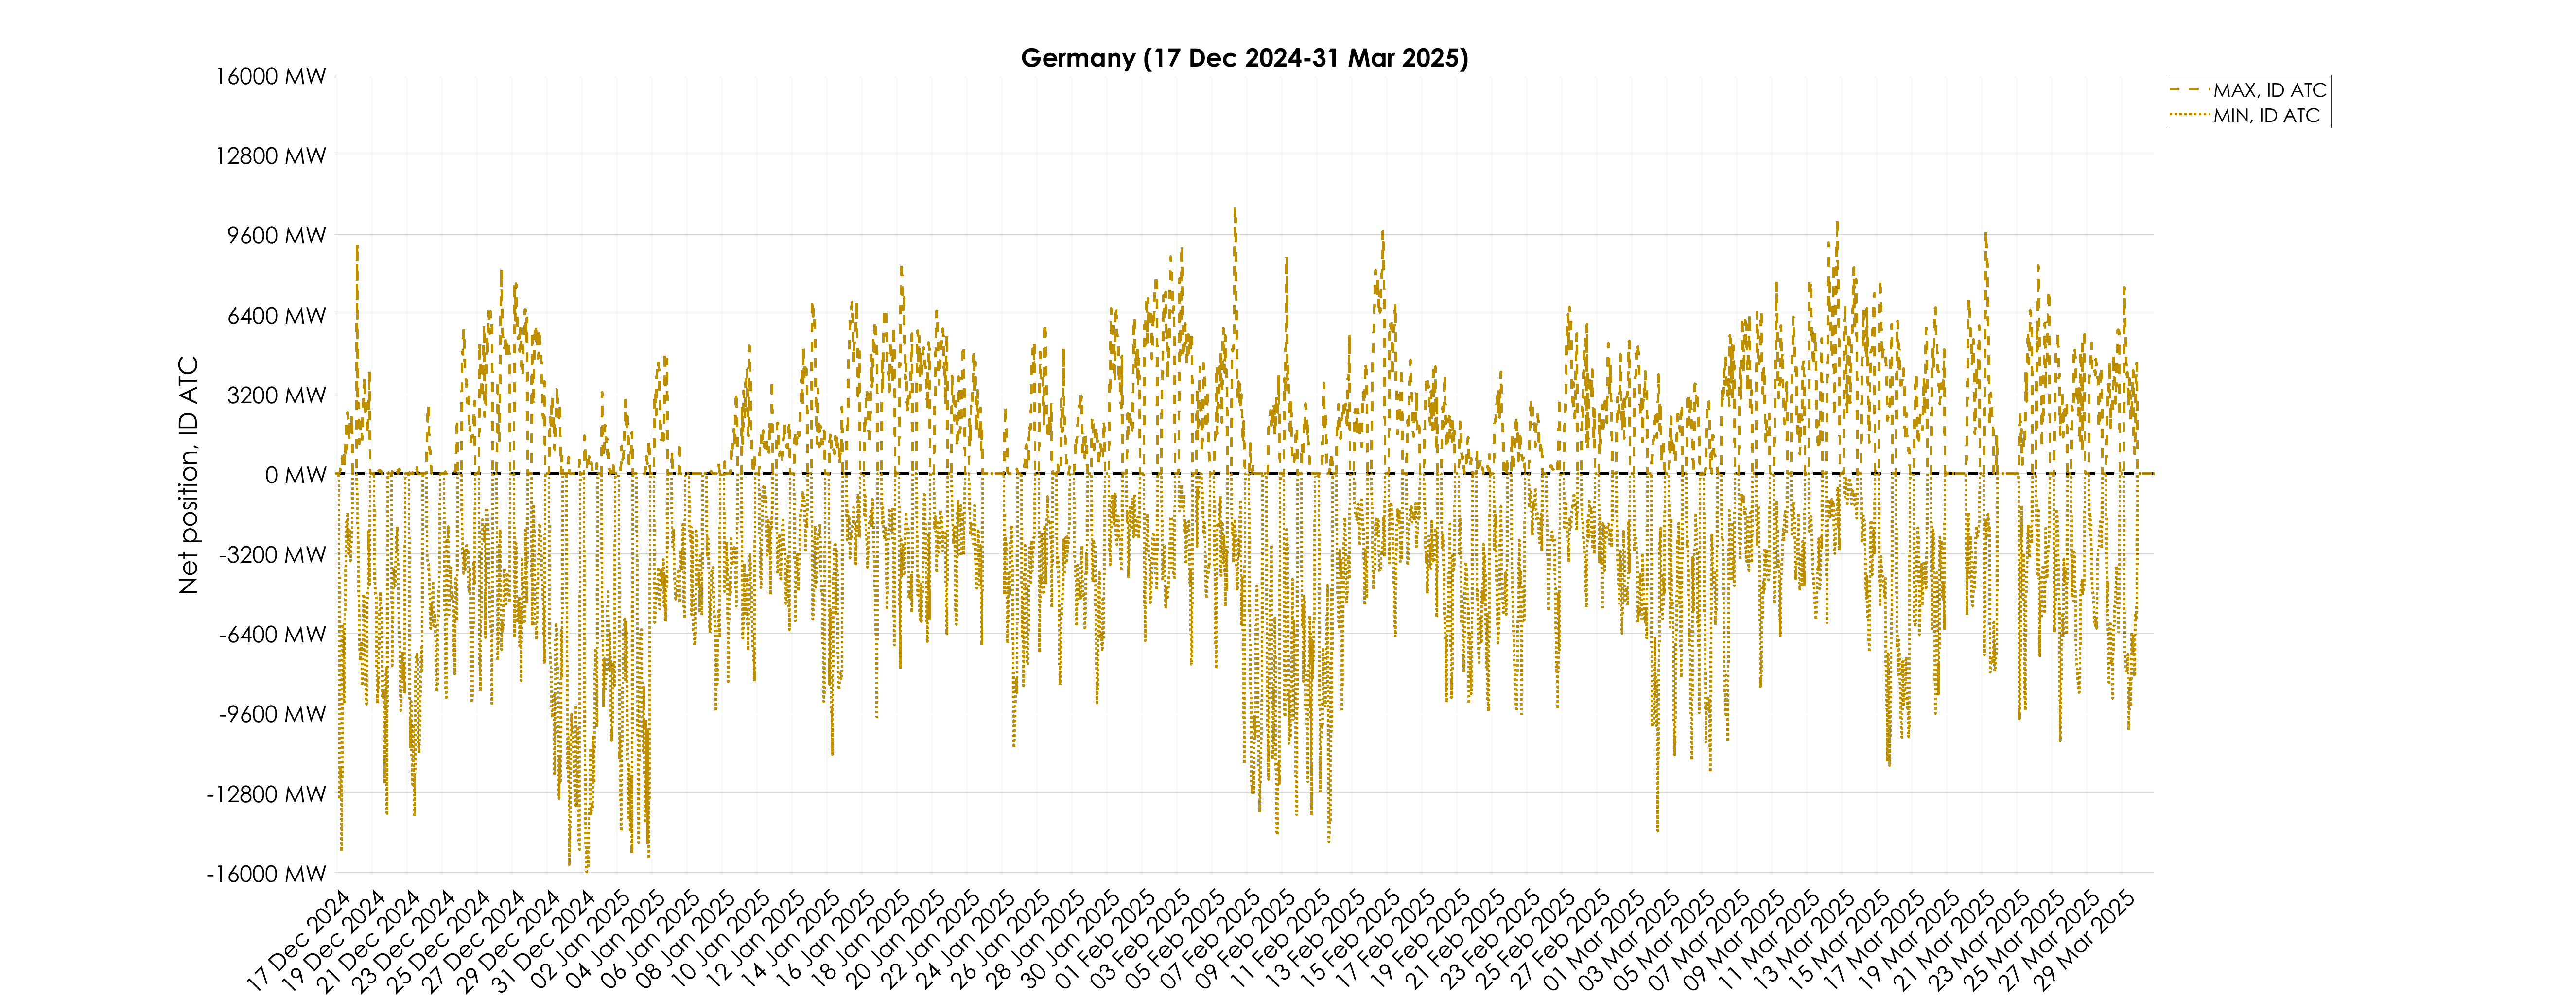 Germany (17 Dec 2024-31 Mar 2025)
16000 MW
12800 MW
9600 MW
6400 MW
3200 MW
0 MW
-3200 MW
-6400 MW
-9600 MW
-12800 MW
-16000 MW
Net position, ID ATC
MAX, ID ATC
MIN, ID ATC
17 Dec 2024
19 Dec 2024
21 Dec 2024
23 Dec 2024
25 Dec 2024
27 Dec 2024
29 Dec 2024
31 Dec 2024
02 Jan 2025
04 Jan 2025
06 Jan 2025
08 Jan 2025
10 Jan 2025
12 Jan 2025
14 Jan 2025
16 Jan 2025
18 Jan 2025
20 Jan 2025
22 Jan 2025
24 Jan 2025
26 Jan 2025
28 Jan 2025
30 Jan 2025
01 Feb 2025
03 Feb 2025
05 Feb 2025
07 Feb 2025
09 Feb 2025
11 Feb 2025
13 Feb 2025
15 Feb 2025
17 Feb 2025
19 Feb 2025
21 Feb 2025
23 Feb 2025
25 Feb 2025
27 Feb 2025
01 Mar 2025
03 Mar 2025
05 Mar 2025
07 Mar 2025
09 Mar 2025
11 Mar 2025
13 Mar 2025
15 Mar 2025
17 Mar 2025
19 Mar 2025
21 Mar 2025
23 Mar 2025
25 Mar 2025
27 Mar 2025
29 Mar 2025